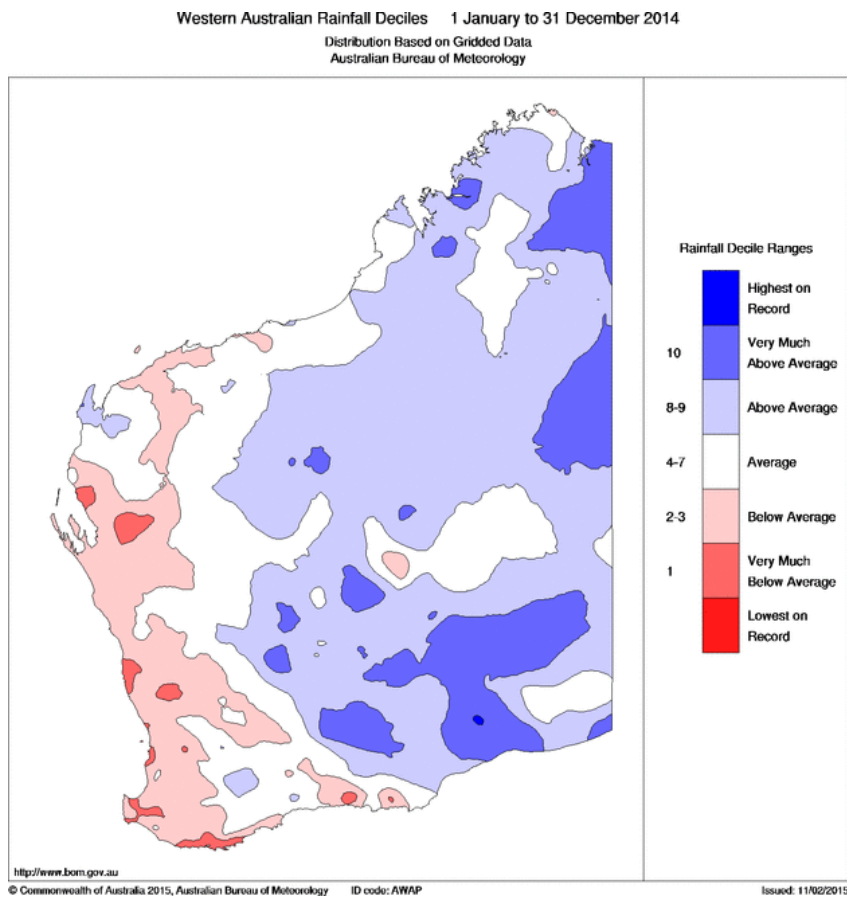 Western Australian Rainfall Deciles 1 January to 31 December 2014
Distribution Based on Gridded Data
Australian Bureau of Meteorology
Rainfall Decile Ranges
Highest on
Record
10
Very Much
Above Average
8-9
Above Average
4-7
Average
2-3
Below Average
1
Very Much
Below Average
Lowest on
Record
http://www.bom.gov.au
© Commonwealth of Australia 2015, Australian Bureau of Meteorology ID code: AWAP Issued: 11/02/2015